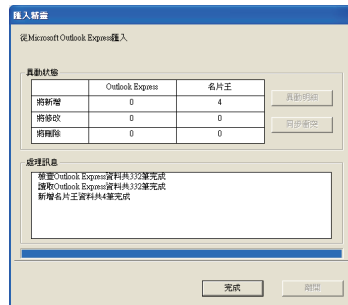 匯入精靈
從Microsoft Outlook Express匯入
異動狀態
Outlook Express 名片王
將新增 0 4
將修改 0 0
將刪除 0 0
異動明細
同步衝突
處理訊息
檢查Outlook Express資料共332筆完成
讀取Outlook Express資料共332筆完成
新增名片王資料共4筆完成
完成